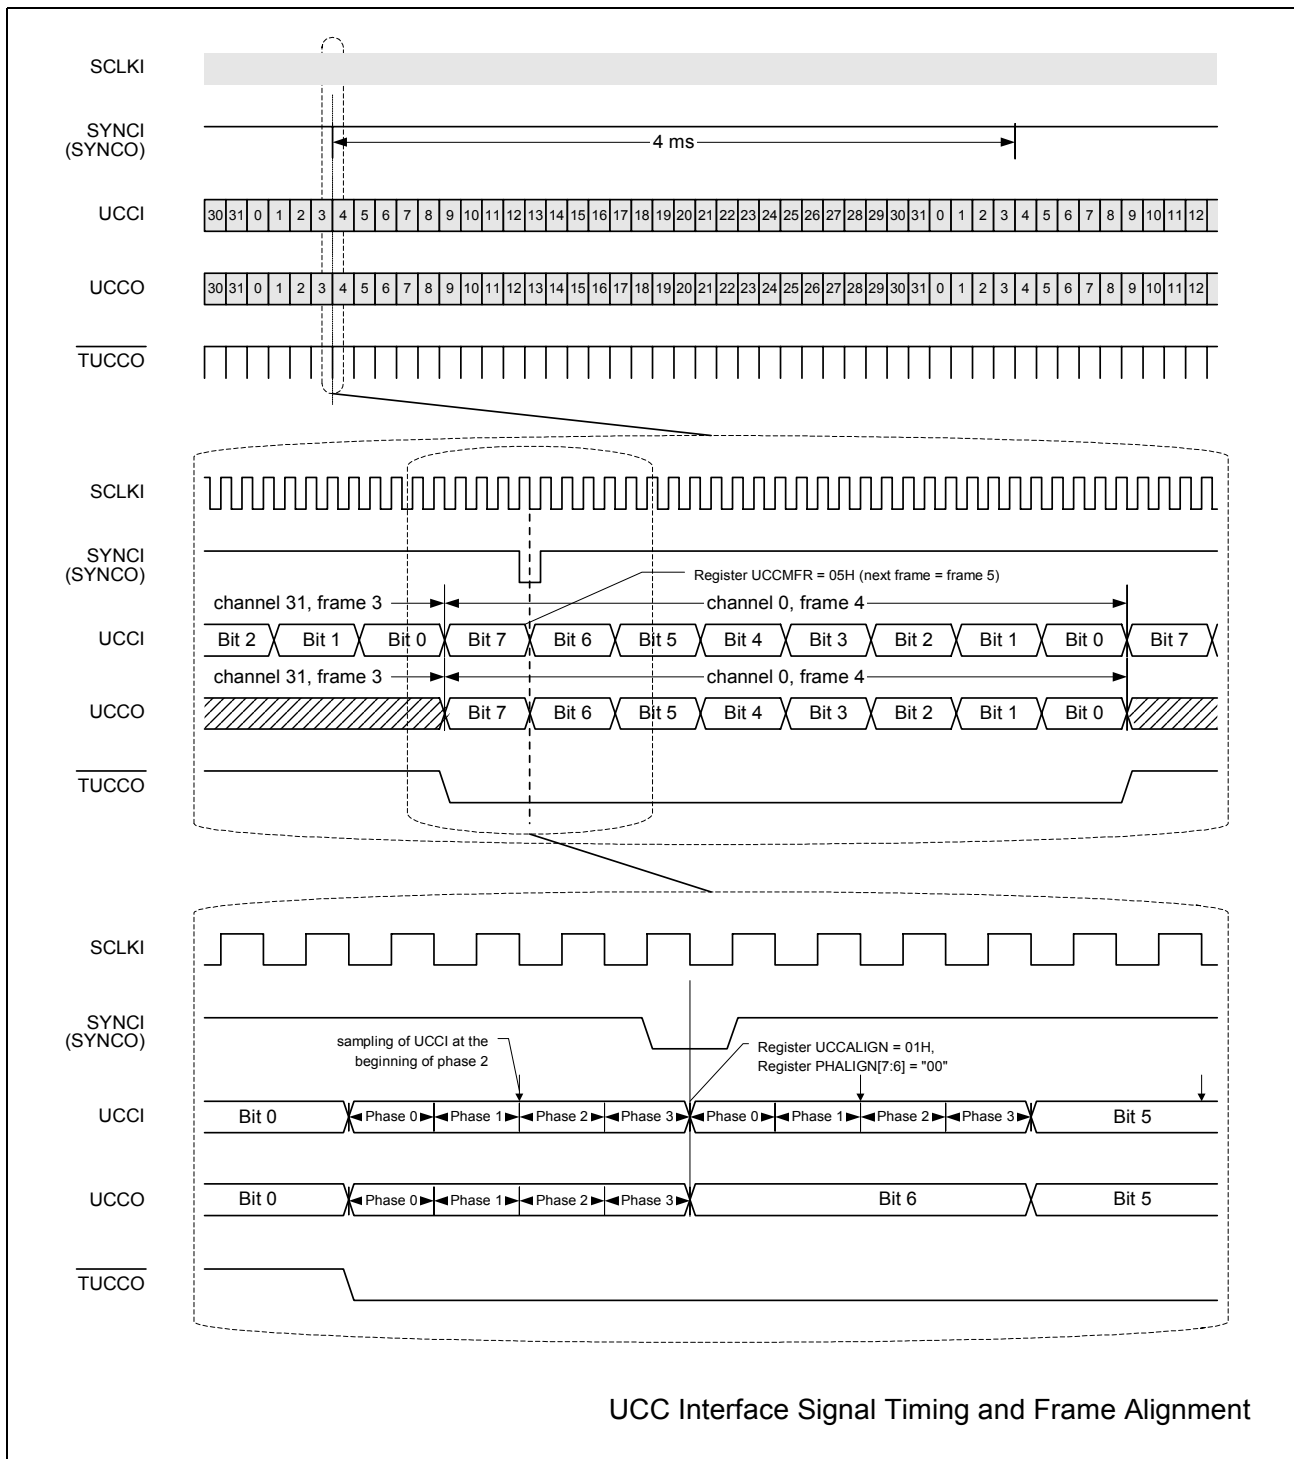 SCLKI
SYNCI
(SYNCO)
4 ms
UCCI
30 31 0 1 2 3 4 5 6 7 8 9 10 11 12 13 14 15 16 17 18 19 20 21 22 23 24 25 26 27 28 29 30 31 0 1 2 3 4 5 6 7 8 9 10 11 12
UCCO
30 31 0 1 2 3 4 5 6 7 8 9 10 11 12 13 14 15 16 17 18 19 20 21 22 23 24 25 26 27 28 29 30 31 0 1 2 3 4 5 6 7 8 9 10 11 12
TUCCO
SCLKI
SYNCI
(SYNCO)
Register UCCMFR = 05H (next frame = frame 5)
channel 31, frame 3 channel 0, frame 4
UCCI
Bit 2 Bit 1 Bit 0 Bit 7 Bit 6 Bit 5 Bit 4 Bit 3 Bit 2 Bit 1 Bit 0 Bit 7
channel 31, frame 3 channel 0, frame 4
UCCO
Bit 7 Bit 6 Bit 5 Bit 4 Bit 3 Bit 2 Bit 1 Bit 0
TUCCO
SCLKI
SYNCI
(SYNCO)
sampling of UCCI at the
beginning of phase 2
Register UCCALIGN = 01H,
Register PHALIGN[7:6] = "00"
UCCI
Bit 0 Phase 0 Phase 1 Phase 2 Phase 3 Phase 0 Phase 1 Phase 2 Phase 3 Bit 5
UCCO
Bit 0 Phase 0 Phase 1 Phase 2 Phase 3 Bit 6 Bit 5
TUCCO
UCC Interface Signal Timing and Frame Alignment